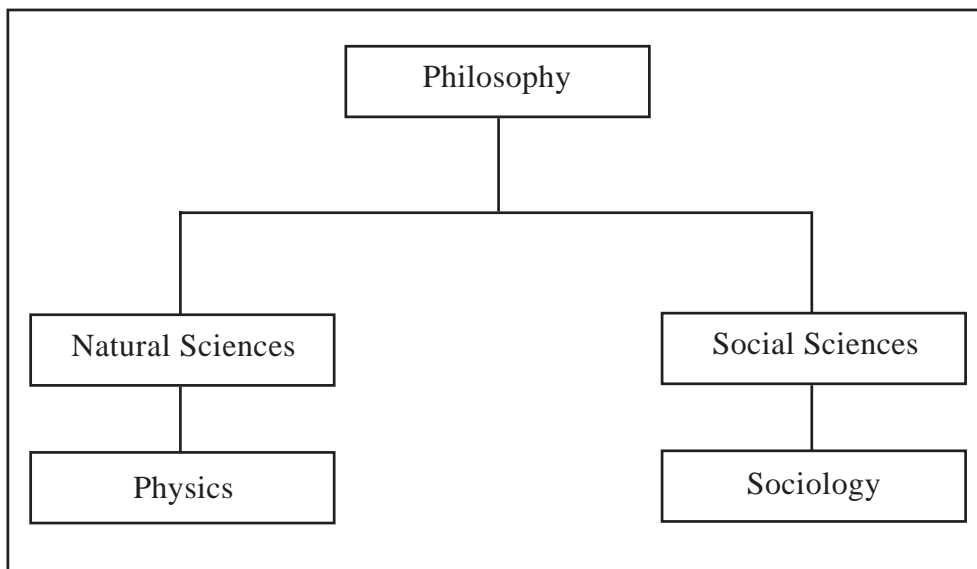 Philosophy
Natural Sciences
Social Sciences
Physics
Sociology